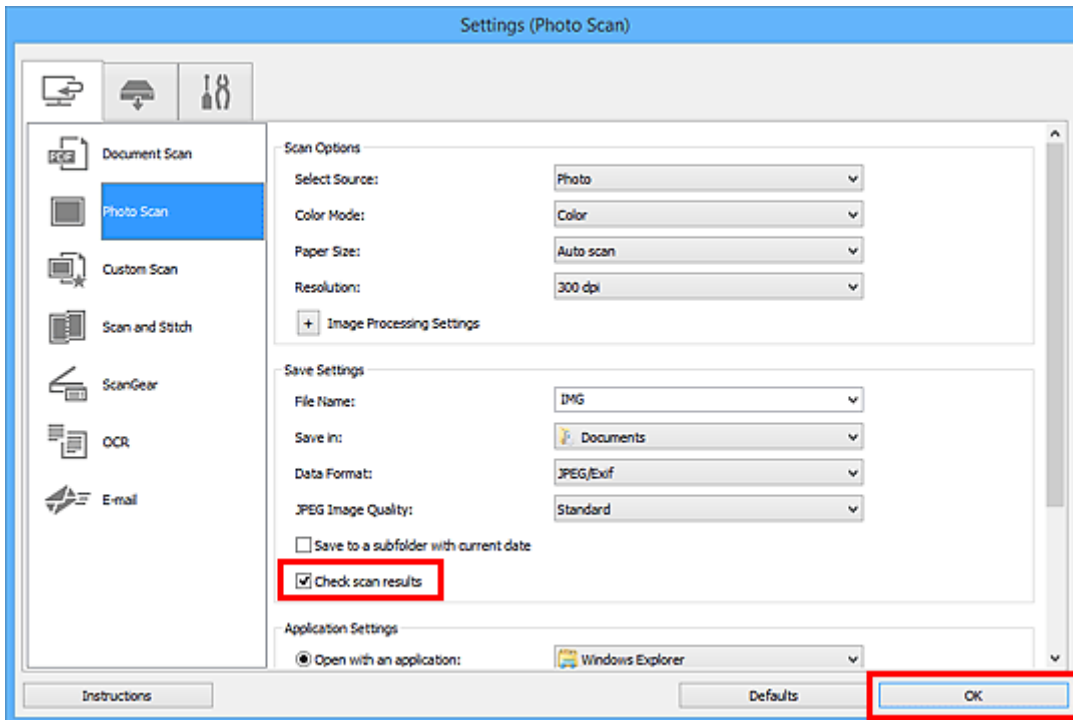 Settings (Photo Scan)
Document Scan
Photo Scan
Custom Scan
Scan and Stitch
ScanGear
OCR
E-mail
Scan Options
Select Source: Photo
Color Mode: Color
Paper Size: Auto scan
Resolution: 300 dpi
+ Image Processing Settings
Save Settings
File Name: IMG
Save in: Documents
Data Format: JPEG/Exif
JPEG Image Quality: Standard
Save to a subfolder with current date
Check scan results
Application Settings
Open with an application: Windows Explorer
Instructions Defaults OK